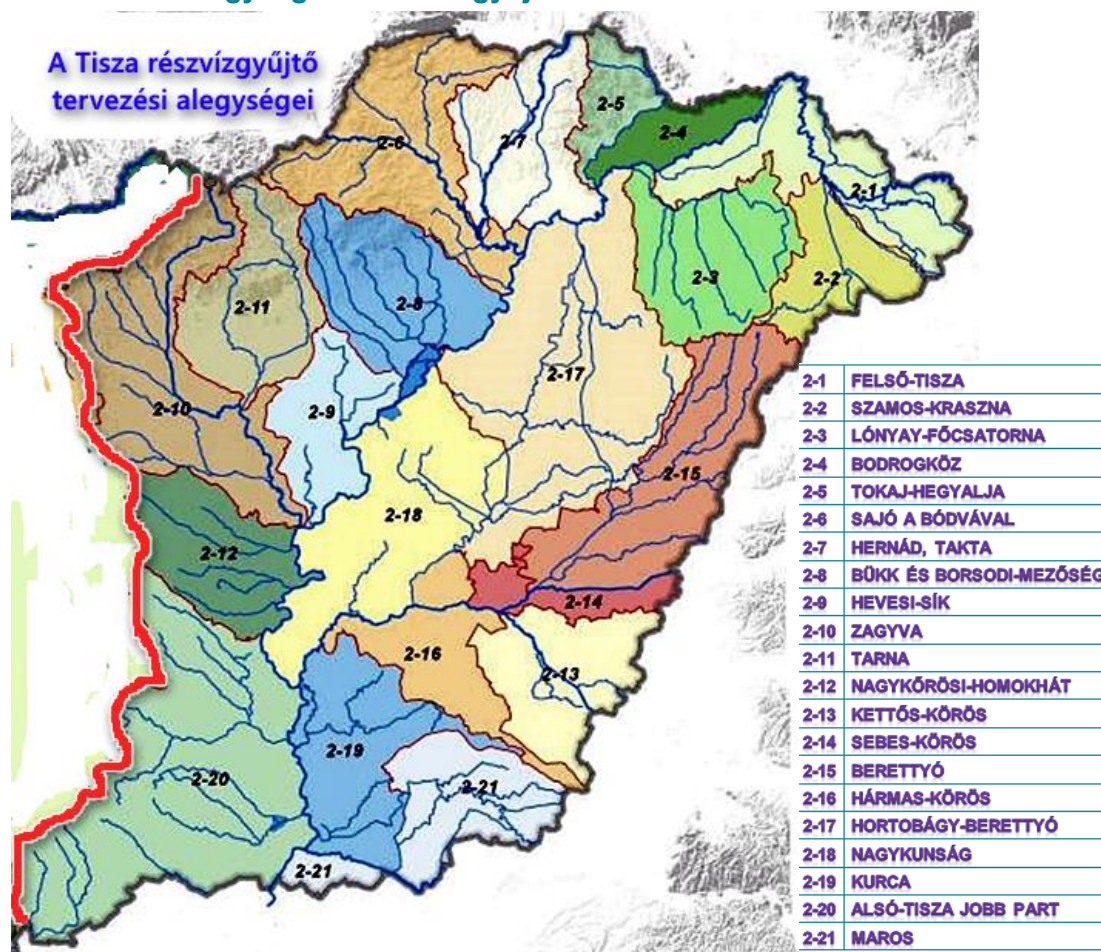 A Tisza részvízgyűjtő
tervezési alegységei
2-5
2-4
2-6
2-7
2-1
2-3
2-2
2-11
2-8
2-17
2-10
2-9
2-15
2-18
2-12
2-14
2-16
2-13
2-19
2-20
2-21
2-21
2-1 FELSŐ-TISZA
2-2 SZAMOS-KRASZNA
2-3 LÓNYAY-FŐCSATORNA
2-4 BODROGKÖZ
2-5 TOKAJ-HEGYALJA
2-6 SAJÓ A BÓDVÁVAL
2-7 HERNÁD, TAKTA
2-8 BÜKK ÉS BORSODI-MEZŐSÉG
2-9 HEVESI-SÍK
2-10 ZAGYVA
2-11 TARNA
2-12 NAGYKŐRÖSI-HOMOKHÁT
2-13 KETTŐS-KÖRÖS
2-14 SEBES-KÖRÖS
2-15 BERETTYÓ
2-16 HÁRMAS-KÖRÖS
2-17 HORTOBÁGY-BERETTYÓ
2-18 NAGYKUNSÁG
2-19 KURCA
2-20 ALSÓ-TISZA JOBB PART
2-21 MAROS